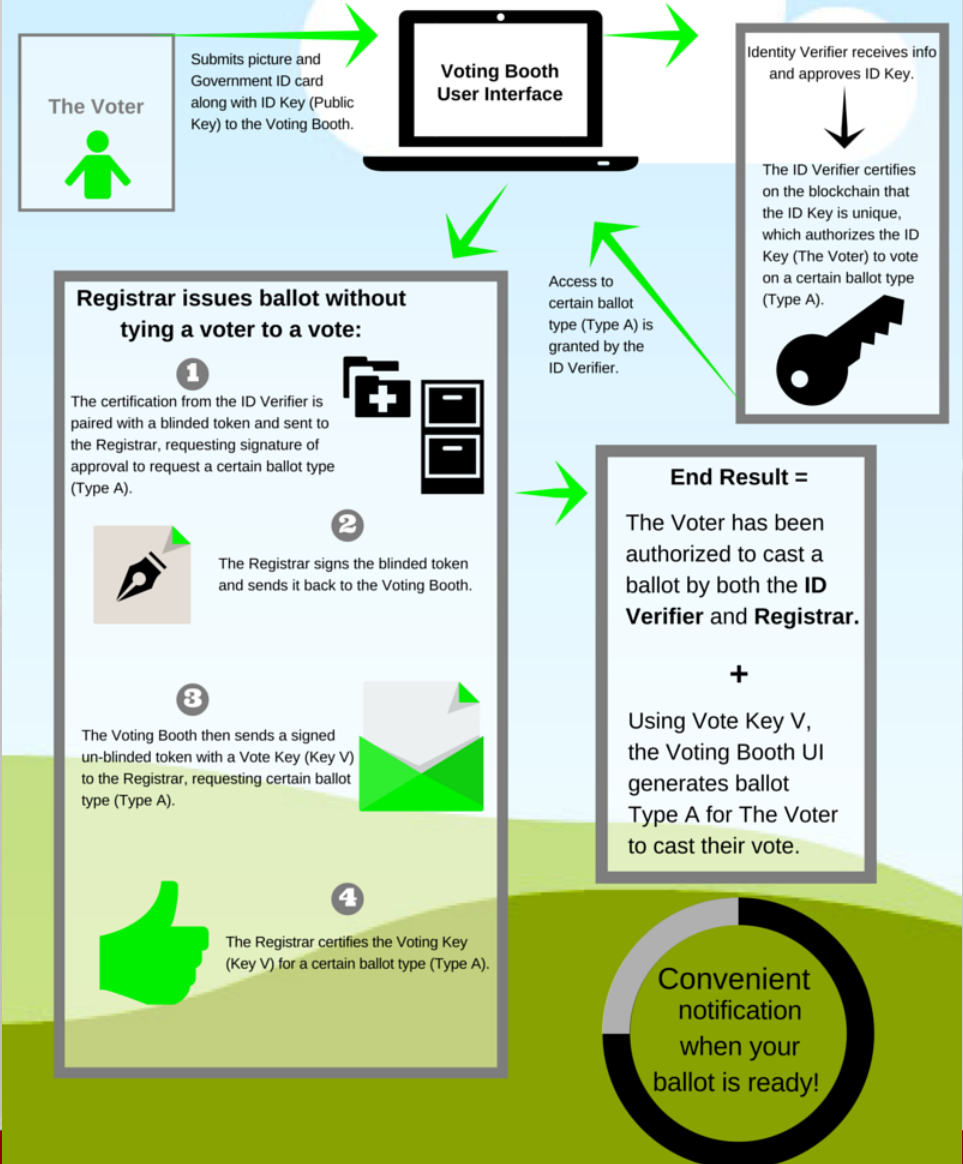 The Voter
Submits picture and
Government ID card
along with ID Key (Public
Key) to the Voting Booth.
Voting Booth
User Interface
Identity Verifier receives info
and approves ID Key.
The ID Verifier certifies
on the blockchain that
the ID Key is unique,
which authorizes the ID
Key (The Voter) to vote
on a certain ballot type
(Type A).
Access to
certain ballot
type (Type A) is
granted by the
ID Verifier.
Registrar issues ballot without
tying a voter to a vote:
1
The certification from the ID Verifier is
paired with a blinded token and sent to
the Registrar, requesting signature of
approval to request a certain ballot type
(Type A).
2
The Registrar signs the blinded token
and sends it back to the Voting Booth.
3
The Voting Booth then sends a signed
un-blinded token with a Vote Key (Key V)
to the Registrar, requesting certain ballot
type (Type A).
4
The Registrar certifies the Voting Key
(Key V) for a certain ballot type (Type A).
End Result =
The Voter has been
authorized to cast a
ballot by both the ID
Verifier and Registrar.
+
Using Vote Key V,
the Voting Booth UI
generates ballot
Type A for The Voter
to cast their vote.
Convenient
notification
when your
ballot is ready!